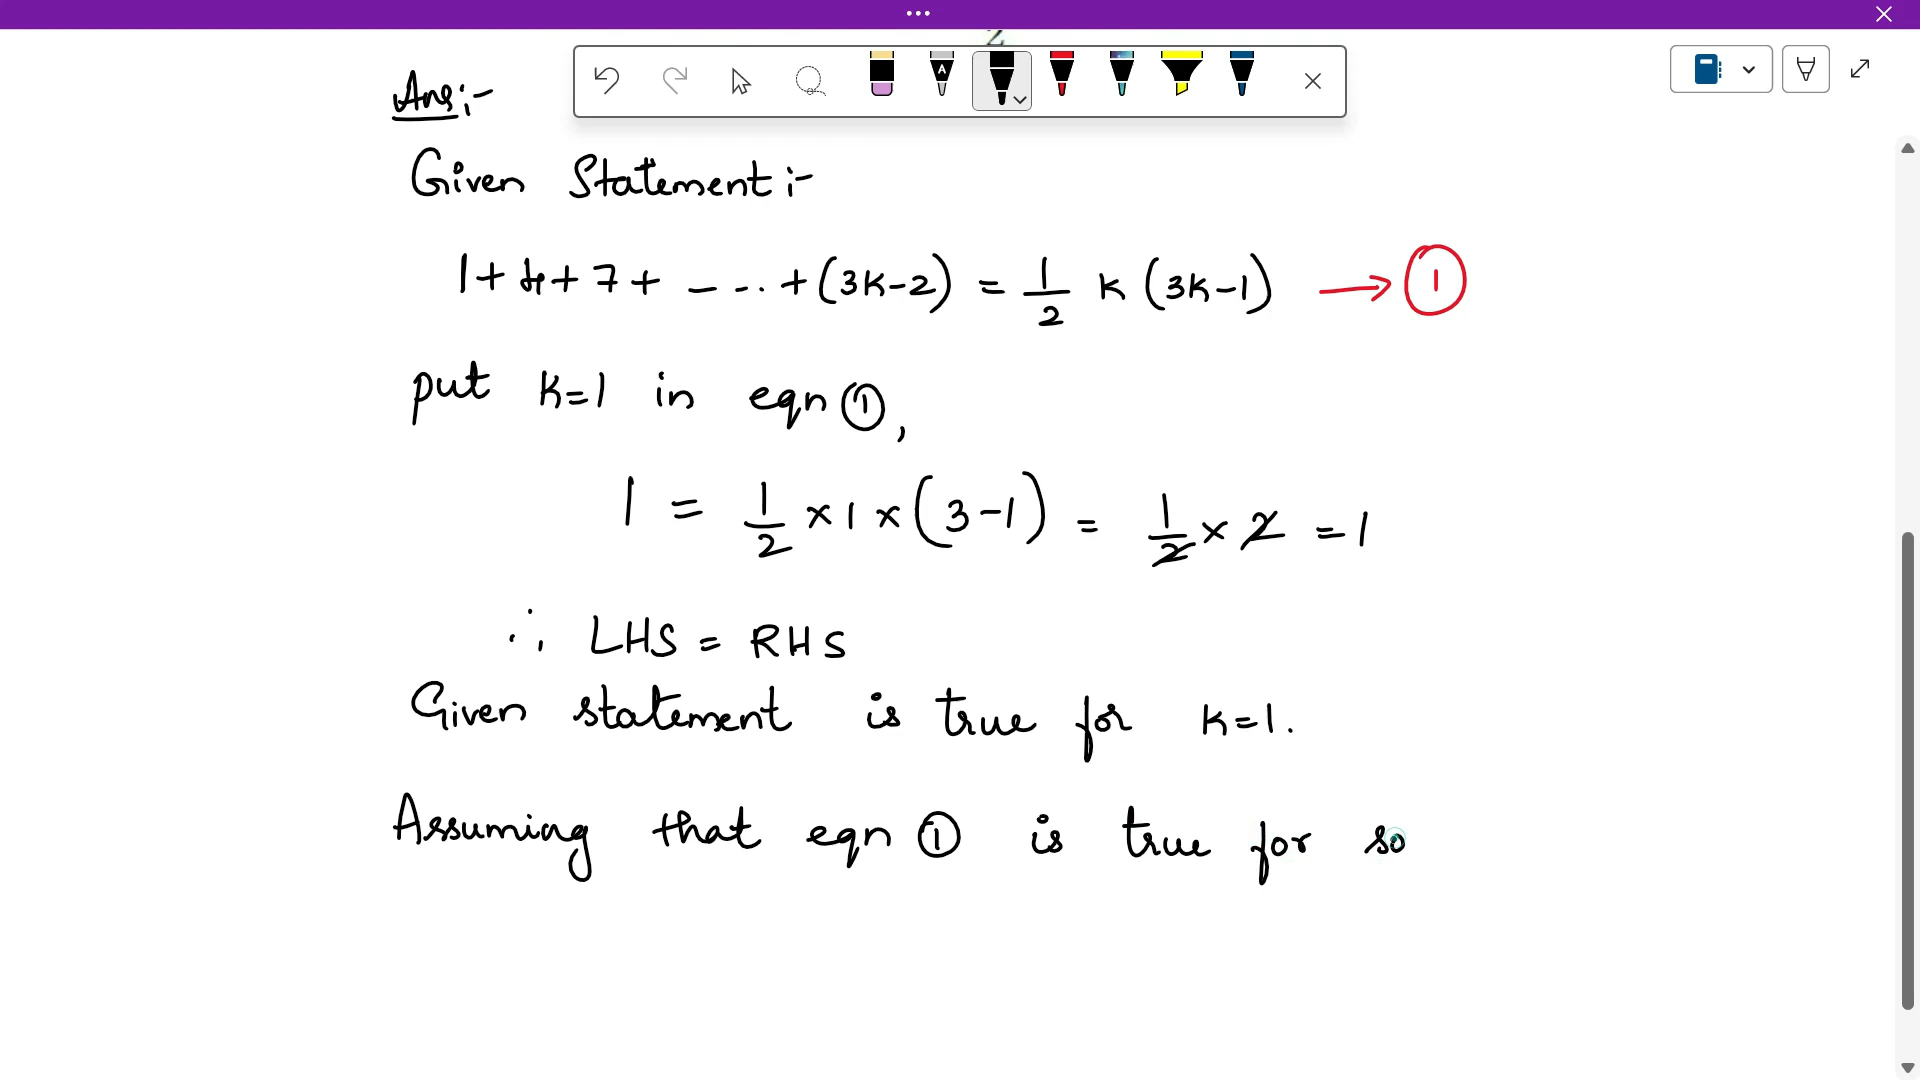 Ans:-
Given Statement:-
1+4+7+ - - .. +(3k-2) = 1/2 k (3k-1) → ①
put k=1 in eqn ①,
1 = 1/2 × 1 × (3-1) = 1/2 × 2 = 1
∴ LHS = RHS
Given statement is true for k=1.
Assuming that eqn ① is true for so